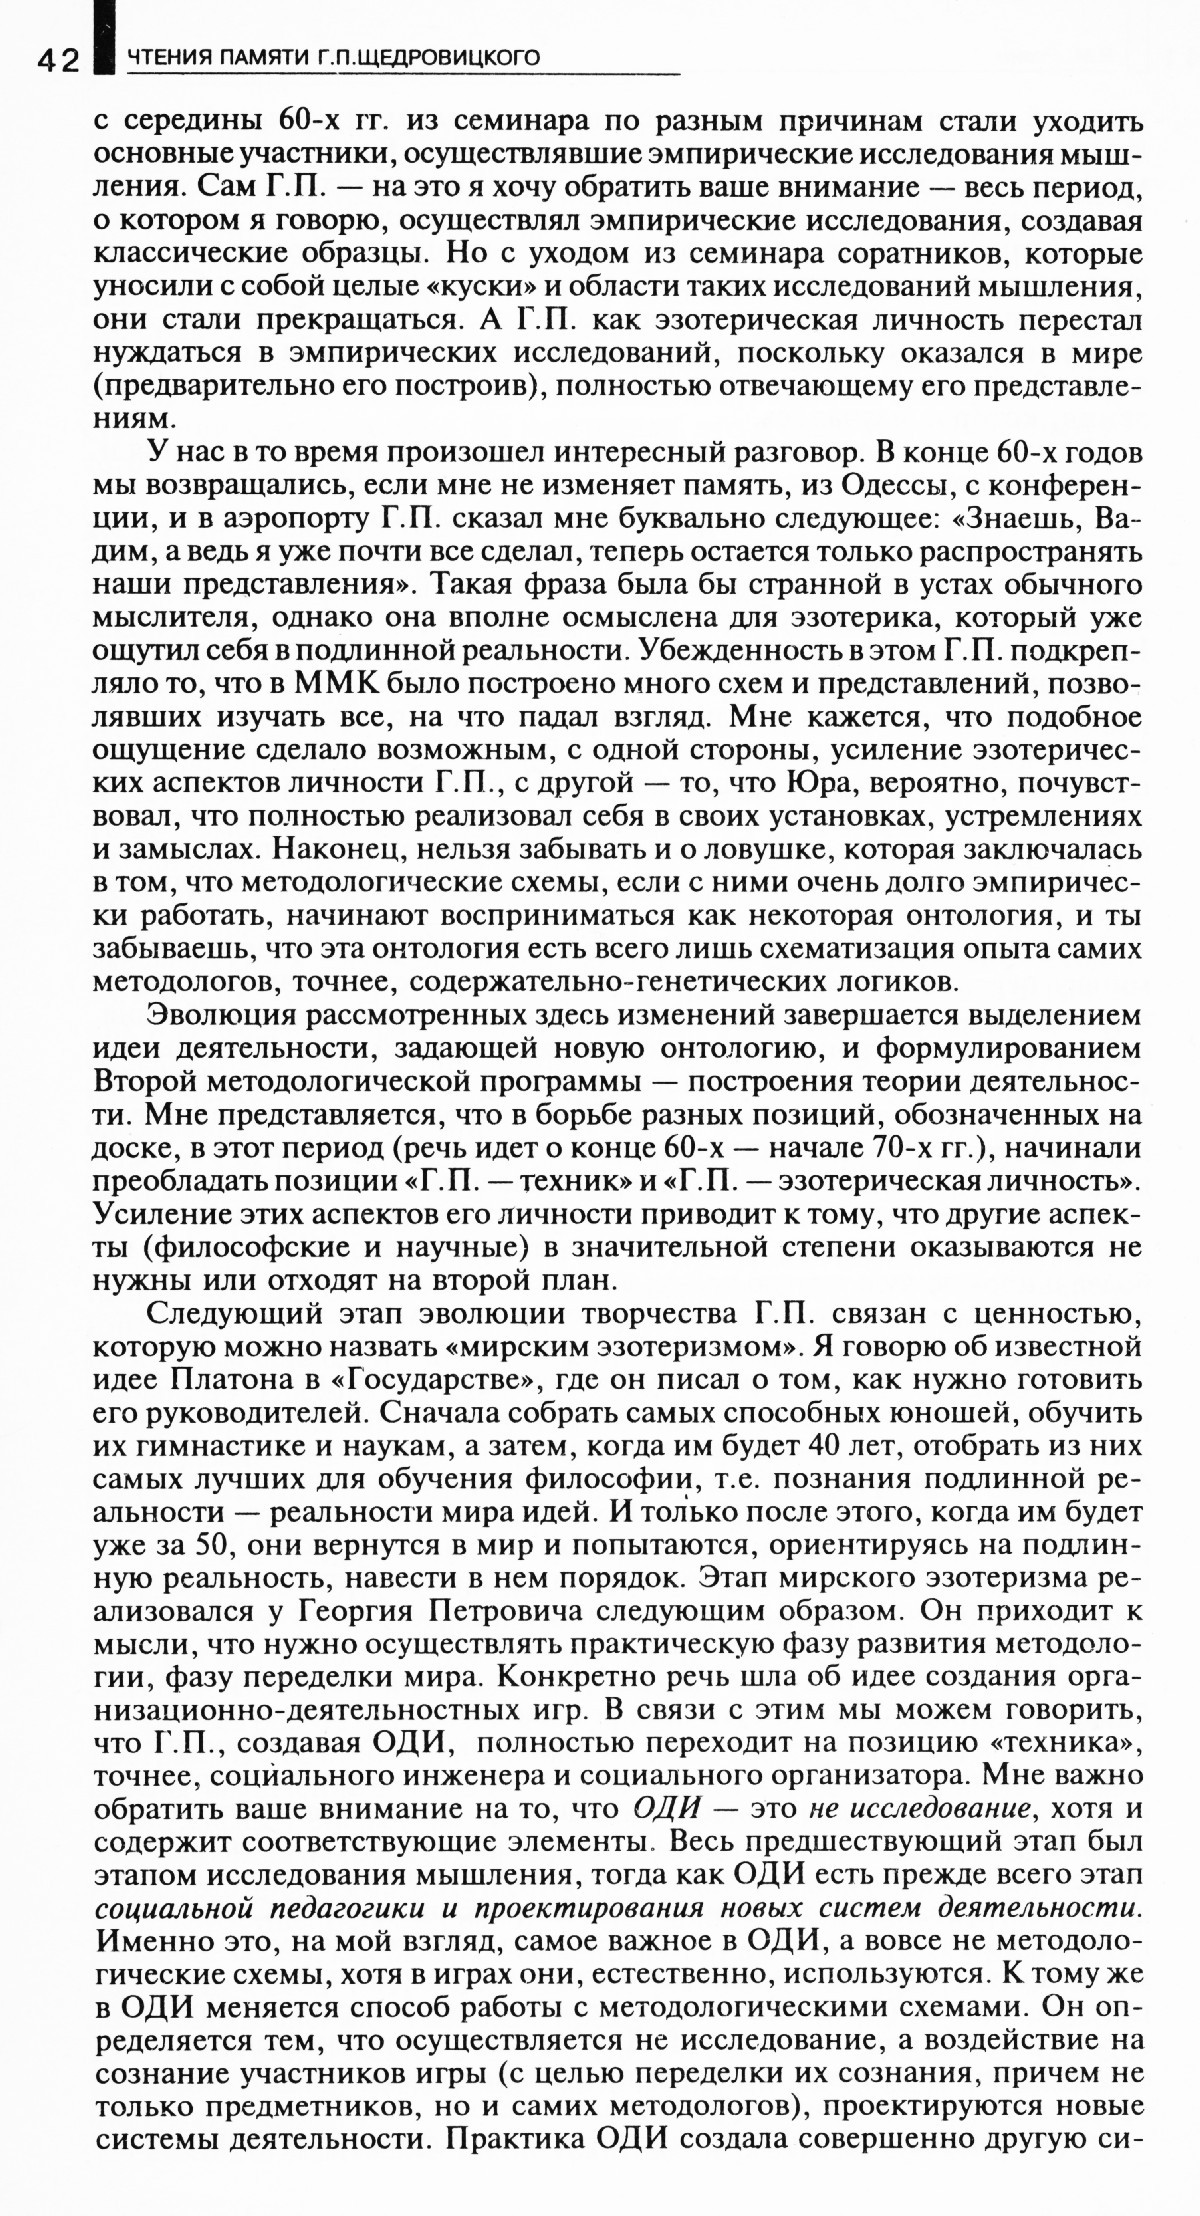 42
ЧТЕНИЯ ПАМЯТИ Г.П.ЩЕДРОВИЦКОГО
с середины 60-х гг. из семинара по разным причинам стали уходить
основные участники, осуществлявшие эмпирические исследования мыш-
ления. Сам Г.П. — на это я хочу обратить ваше внимание — весь период,
о котором я говорю, осуществлял эмпирические исследования, создавая
классические образцы. Но с уходом из семинара соратников, которые
уносили с собой целые «куски» и области таких исследований мышления,
они стали прекращаться. А Г.П. как эзотерическая личность перестал
нуждаться в эмпирических исследований, поскольку оказался в мире
(предварительно его построив), полностью отвечающему его представле-
ниям.
У нас в то время произошел интересный разговор. В конце 60-х годов
мы возвращались, если мне не изменяет память, из Одессы, с конферен-
ции, и в аэропорту Г.П. сказал мне буквально следующее: «Знаешь, Ва-
дим, а ведь я уже почти все сделал, теперь остается только распространять
наши представления». Такая фраза была бы странной в устах обычного
мыслителя, однако она вполне осмыслена для эзотерика, который уже
ощутил себя в подлинной реальности. Убежденность в этом Г.П. подкреп-
ляло то, что в ММК было построено много схем и представлений, позво-
лявших изучать все, на что падал взгляд. Мне кажется, что подобное
ощущение сделало возможным, с одной стороны, усиление эзотеричес-
ких аспектов личности Г.П., с другой — то, что Юра, вероятно, почувст-
вовал, что полностью реализовал себя в своих установках, устремлениях
и замыслах. Наконец, нельзя забывать и о ловушке, которая заключалась
в том, что методологические схемы, если с ними очень долго эмпиричес-
ки работать, начинают восприниматься как некоторая онтология, и ты
забываешь, что эта онтология есть всего лишь схематизация опыта самих
методологов, точнее, содержательно-генетических логиков.
Эволюция рассмотренных здесь изменений завершается выделением
идеи деятельности, задающей новую онтологию, и формулированием
Второй методологической программы — построения теории деятельнос-
ти. Мне представляется, что в борьбе разных позиций, обозначенных на
доске, в этот период (речь идет о конце 60-х — начале 70-х гг.), начинали
преобладать позиции «Г.П. — техник» и «Г.П. — эзотерическая личность».
Усиление этих аспектов его личности приводит к тому, что другие аспек-
ты (философские и научные) в значительной степени оказываются не
нужны или отходят на второй план.
Следующий этап эволюции творчества Г.П. связан с ценностью,
которую можно назвать «мирским эзотеризмом». Я говорю об известной
идее Платона в «Государстве», где он писал о том, как нужно готовить
его руководителей. Сначала собрать самых способных юношей, обучить
их гимнастике и наукам, а затем, когда им будет 40 лет, отобрать из них
самых лучших для обучения философии, т.е. познания подлинной ре-
альности — реальности мира идей. И только после этого, когда им будет
уже за 50, они вернутся в мир и попытаются, ориентируясь на подлин-
ную реальность, навести в нем порядок. Этап мирского эзотеризма ре-
ализовался у Георгия Петровича следующим образом. Он приходит к
мысли, что нужно осуществлять практическую фазу развития методоло-
гии, фазу переделки мира. Конкретно речь шла об идее создания орга-
низационно-деятельностных игр. В связи с этим мы можем говорить,
что Г.П., создавая ОДИ, полностью переходит на позицию «техника»,
точнее, социального инженера и социального организатора. Мне важно
обратить ваше внимание на то, что ОДИ — это не исследование, хотя и
содержит соответствующие элементы. Весь предшествующий этап был
этапом исследования мышления, тогда как ОДИ есть прежде всего этап
социальной педагогики и проектирования новых систем деятельности.
Именно это, на мой взгляд, самое важное в ОДИ, а вовсе не методоло-
гические схемы, хотя в играх они, естественно, используются. К тому же
в ОДИ меняется способ работы с методологическими схемами. Он оп-
ределяется тем, что осуществляется не исследование, а воздействие на
сознание участников игры (с целью переделки их сознания, причем не
только предметников, но и самих методологов), проектируются новые
системы деятельности. Практика ОДИ создала совершенно другую си-